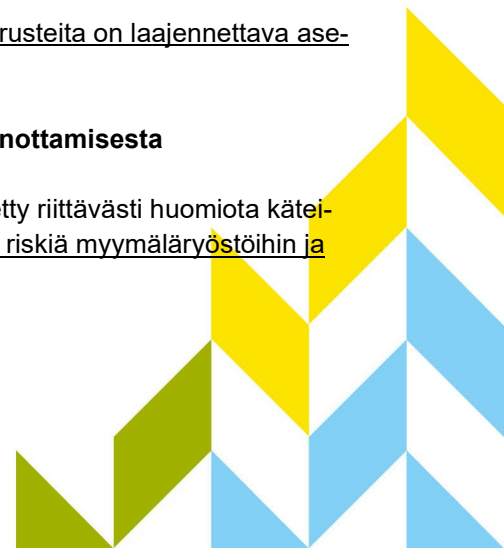 rusteita on laajennettava ase-
nottamisesta
tty riittävästi huomiota kätei-
riskiä myymäläryöstöihin ja